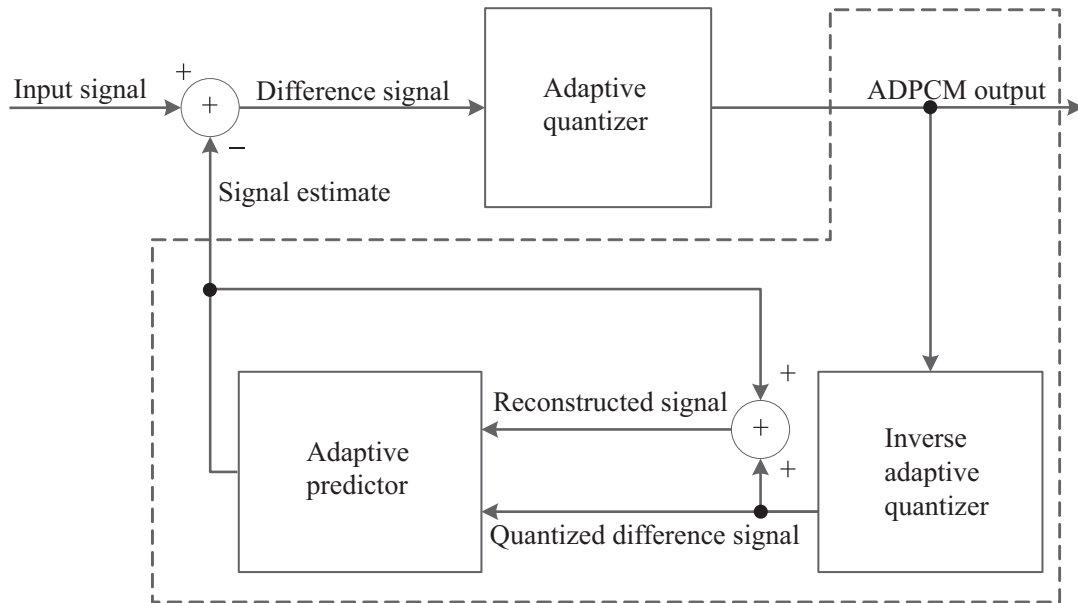 +
Input signal
+
Difference signal
Adaptive
quantizer
ADPCM output
−
Signal estimate
+
Reconstructed signal
+
Adaptive
predictor
+
Inverse
adaptive
quantizer
Quantized difference signal